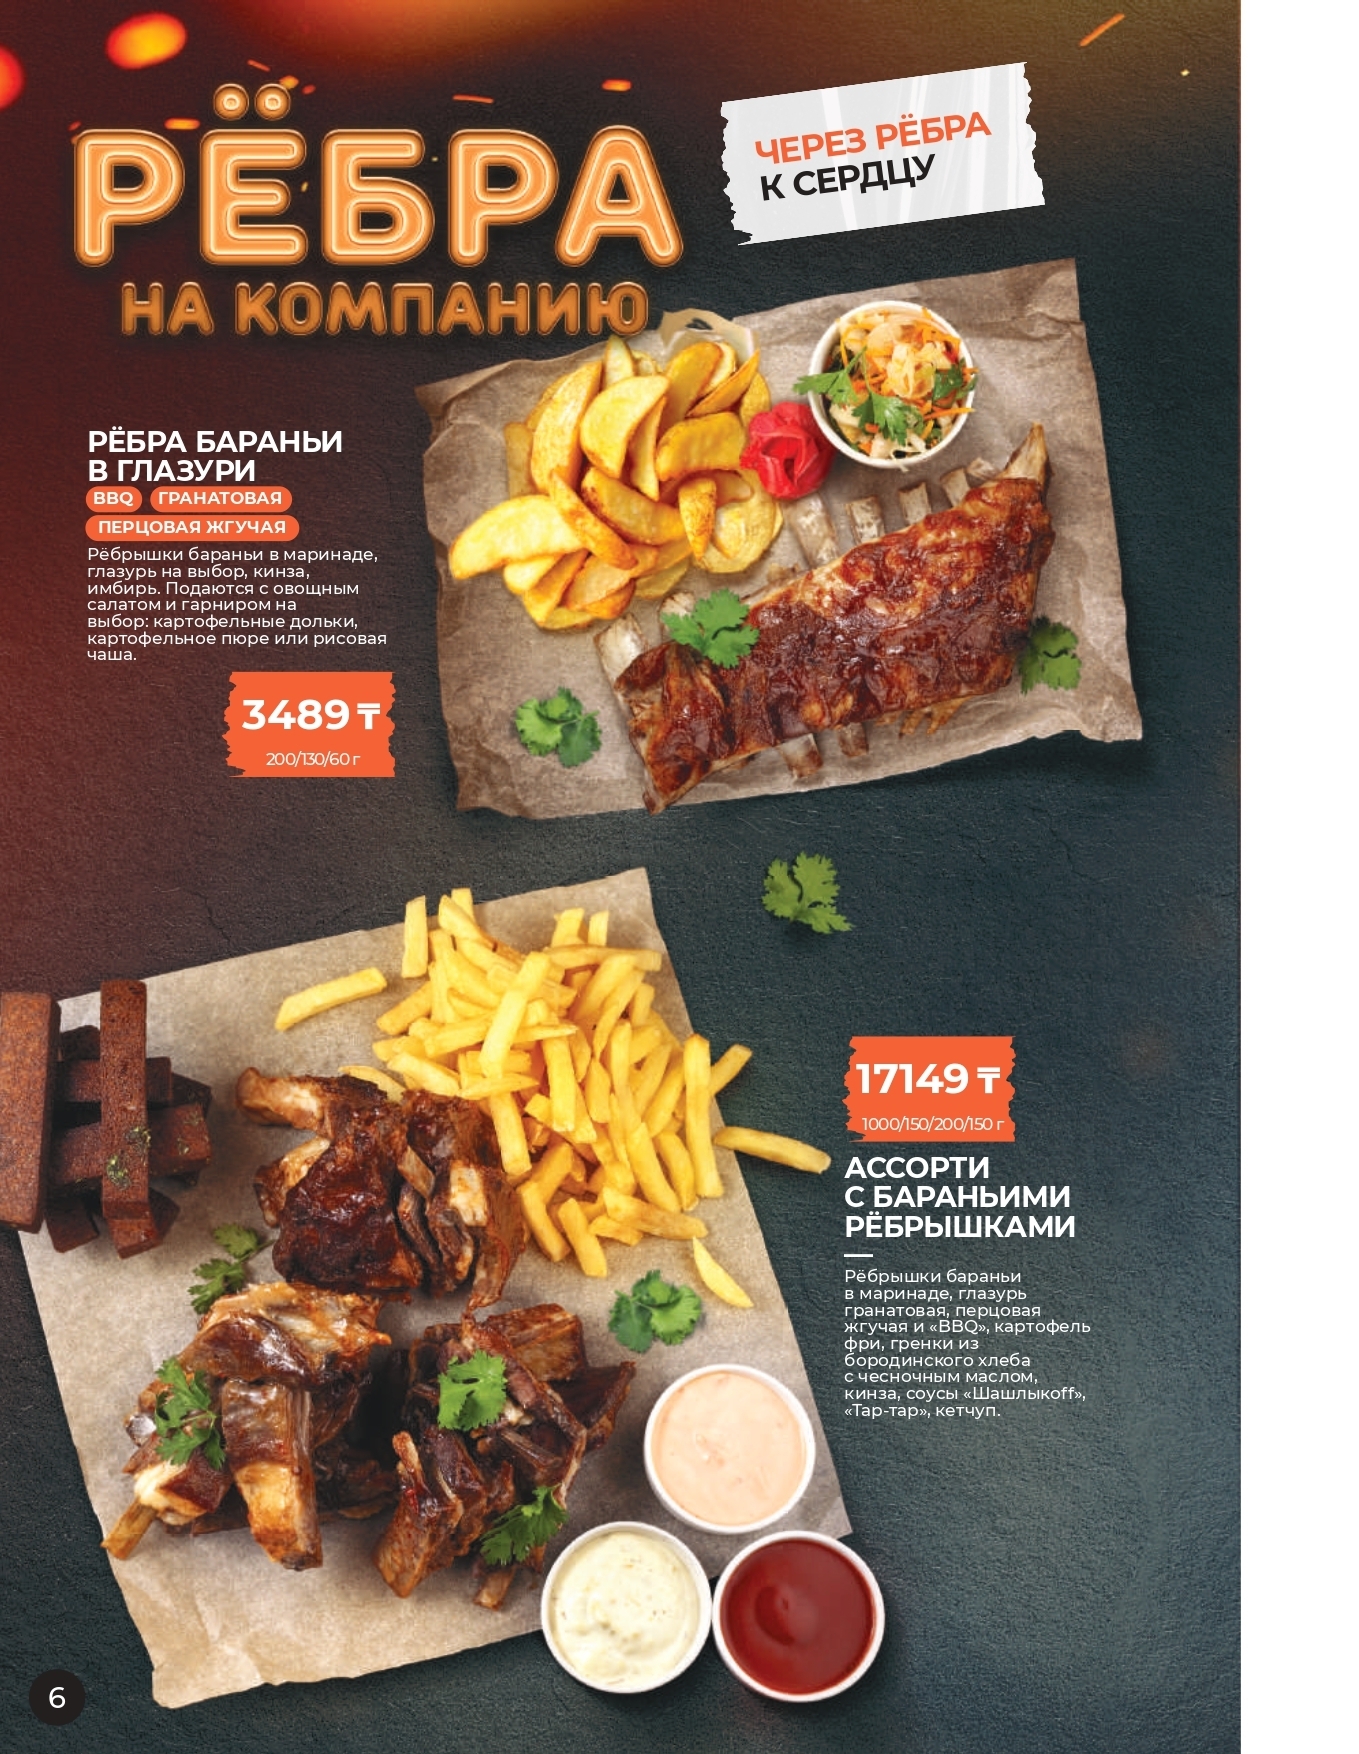 РЁБРА
НА КОМПАНИЮ
ЧЕРЕЗ РЁБРА
К СЕРДЦУ
РЁБРА БАРАНЬИ
В ГЛАЗУРИ
BBQ ГРАНАТОВАЯ
ПЕРЦОВАЯ ЖГУЧАЯ
Рёбрышки бараньи в маринаде,
глазурь на выбор, кинза,
имбирь. Подаются с овощным
салатом и гарниром на
выбор: картофельные дольки,
картофельное пюре или рисовая
чаша.
3489 ₸
200/130/60 г
17149 ₸
1000/150/200/150 г
АССОРТИ
С БАРАНЬИМИ
РЁБРЫШКАМИ
Рёбрышки бараньи
в маринаде, глазурь
гранатовая, перцовая
жгучая и «BBQ», картофель
фри, гренки из
бородинского хлеба
с чесночным маслом,
кинза, соусы «Шашлыкоff»,
«Тар-тар», кетчуп.
6